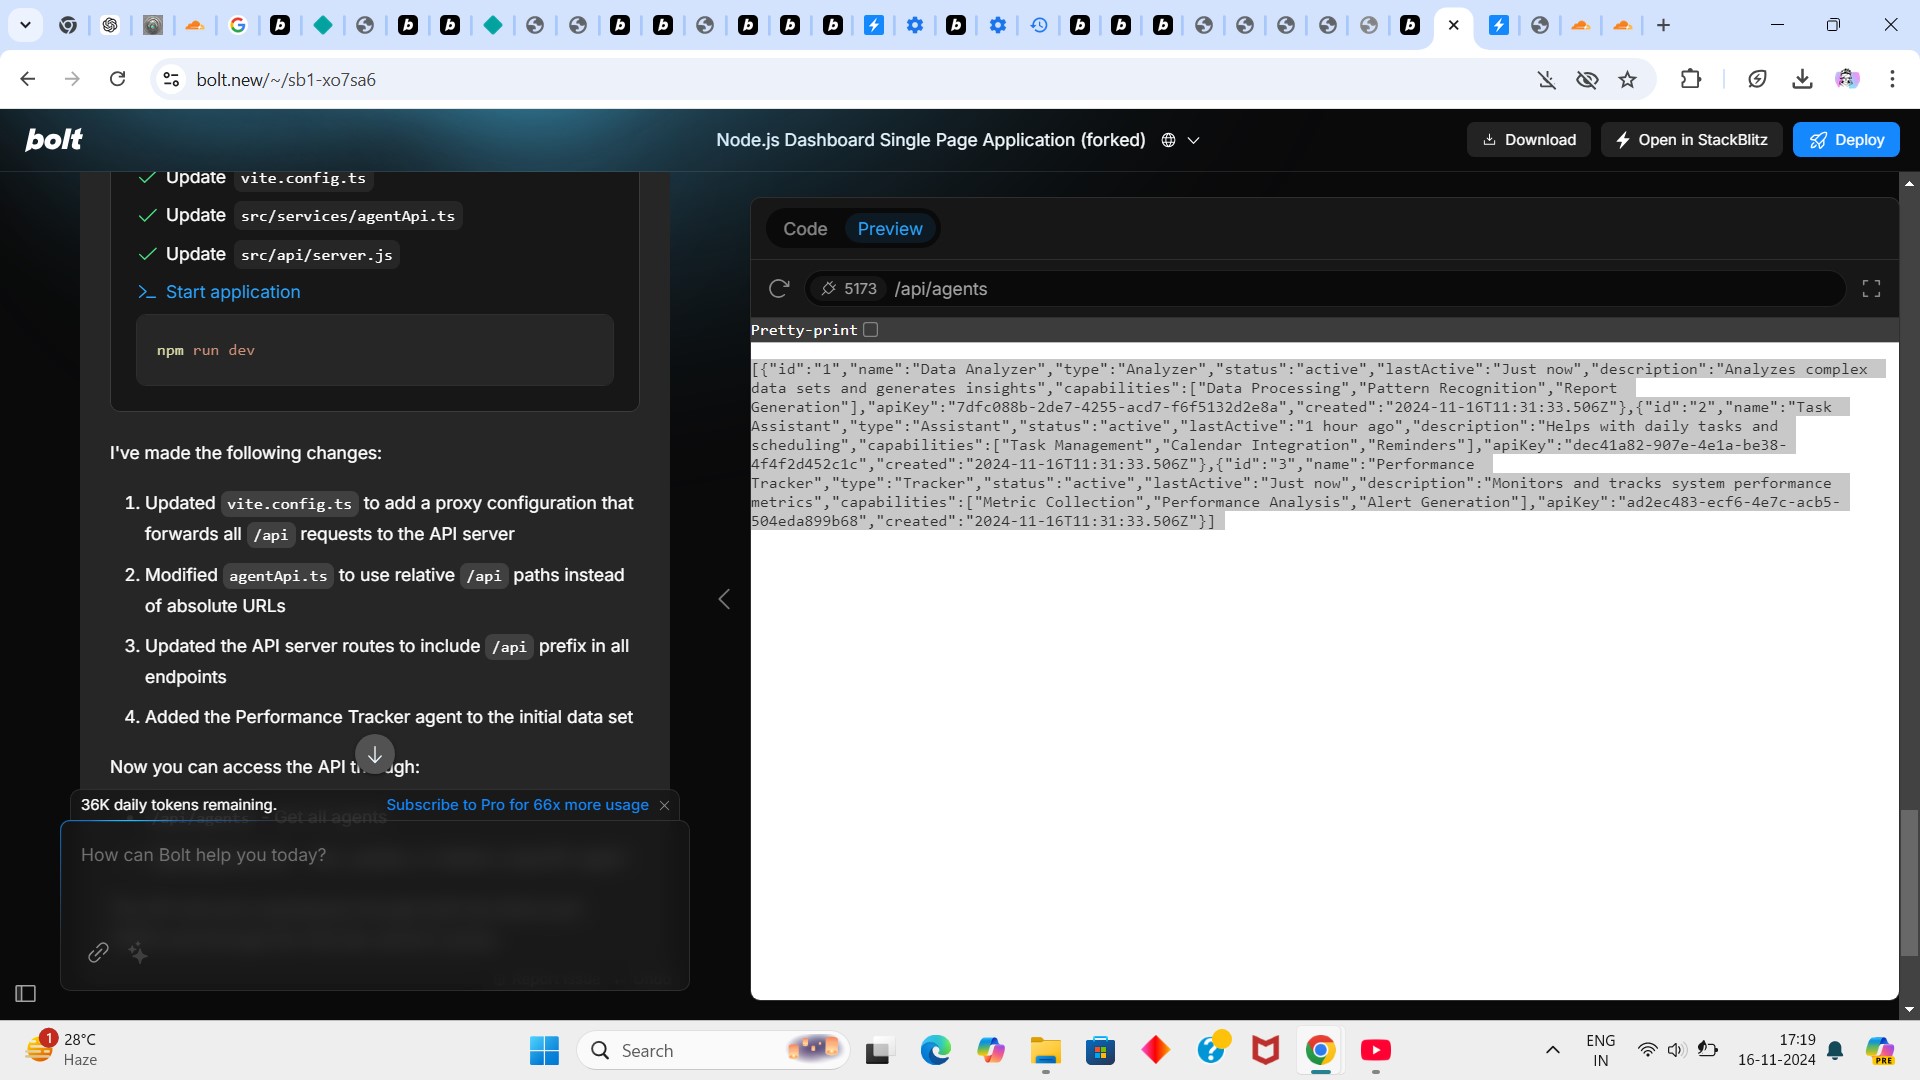 bolt.new/~/sb1-xo7sa6
bolt
Node.js Dashboard Single Page Application (forked)
Download
Open in StackBlitz
Deploy
Update vite.config.ts
Update src/services/agentApi.ts
Update src/api/server.js
Start application
npm run dev
I've made the following changes:
1. Updated vite.config.ts to add a proxy configuration that
forwards all /api requests to the API server
2. Modified agentApi.ts to use relative /api paths instead
of absolute URLs
3. Updated the API server routes to include /api prefix in all
endpoints
4. Added the Performance Tracker agent to the initial data set
Now you can access the API through:
36K daily tokens remaining.
Subscribe to Pro for 66x more usage
/api/agents - Get all agents
How can Bolt help you today?
Code
Preview
5173
/api/agents
Pretty-print
[{"id":"1","name":"Data Analyzer","type":"Analyzer","status":"active","lastActive":"Just now","description":"Analyzes complex
data sets and generates insights","capabilities":["Data Processing","Pattern Recognition","Report
Generation"],"apiKey":"7dfc088b-2de7-4255-acd7-f6f5132d2e8a","created":"2024-11-16T11:31:33.506Z"},{"id":"2","name":"Task
Assistant","type":"Assistant","status":"active","lastActive":"1 hour ago","description":"Helps with daily tasks and
scheduling","capabilities":["Task Management","Calendar Integration","Reminders"],"apiKey":"dec41a82-907e-4e1a-be38-
4f4f2d452c1c","created":"2024-11-16T11:31:33.506Z"},{"id":"3","name":"Performance
Tracker","type":"Tracker","status":"active","lastActive":"Just now","description":"Monitors and tracks system performance
metrics","capabilities":["Metric Collection","Performance Analysis","Alert Generation"],"apiKey":"ad2ec483-ecf6-4e7c-acb5-
504eda899b68","created":"2024-11-16T11:31:33.506Z"}]
1
28°C
Haze
Search
PRE
ENG
IN
17:19
16-11-2024